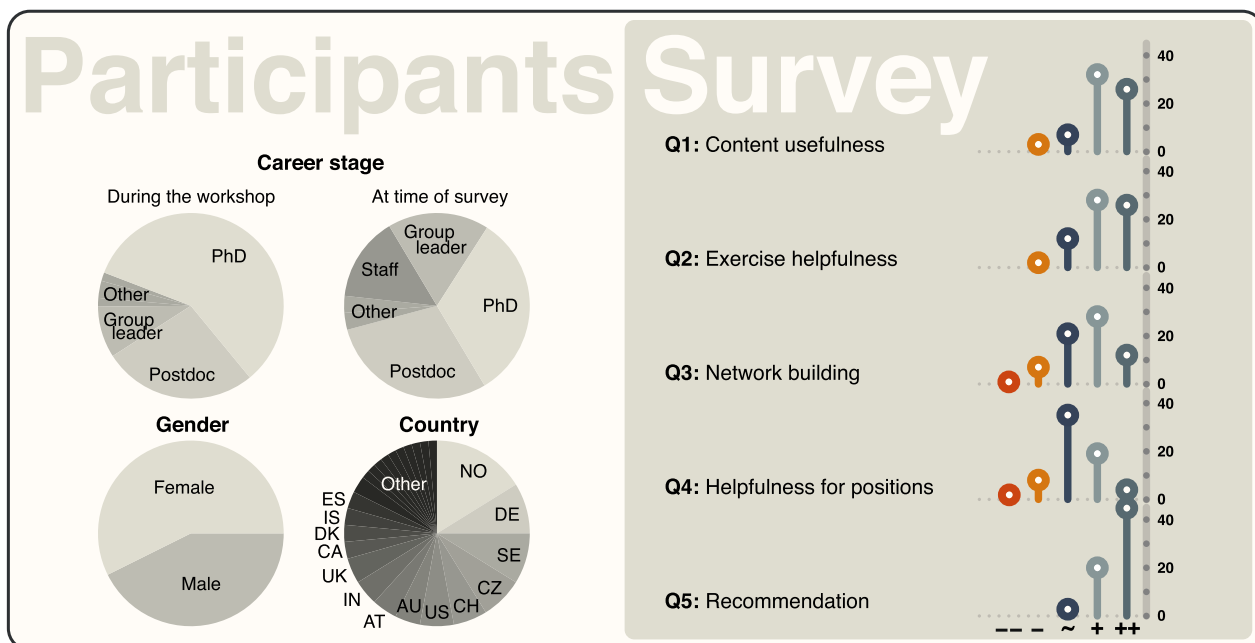 Participants
Survey
Career stage
During the workshop
At time of survey
PhD
Other
Group
leader
Postdoc
Group
leader
Staff
PhD
Other
Postdoc
Gender
Country
Female
Male
Other
NO
DE
SE
CZ
CH
US
AU
AT
IN
UK
CA
DK
IS
ES
Q1: Content usefulness
40
20
0
Q2: Exercise helpfulness
40
20
0
Q3: Network building
40
20
0
Q4: Helpfulness for positions
40
20
0
Q5: Recommendation
40
20
0
-- - ~ + ++